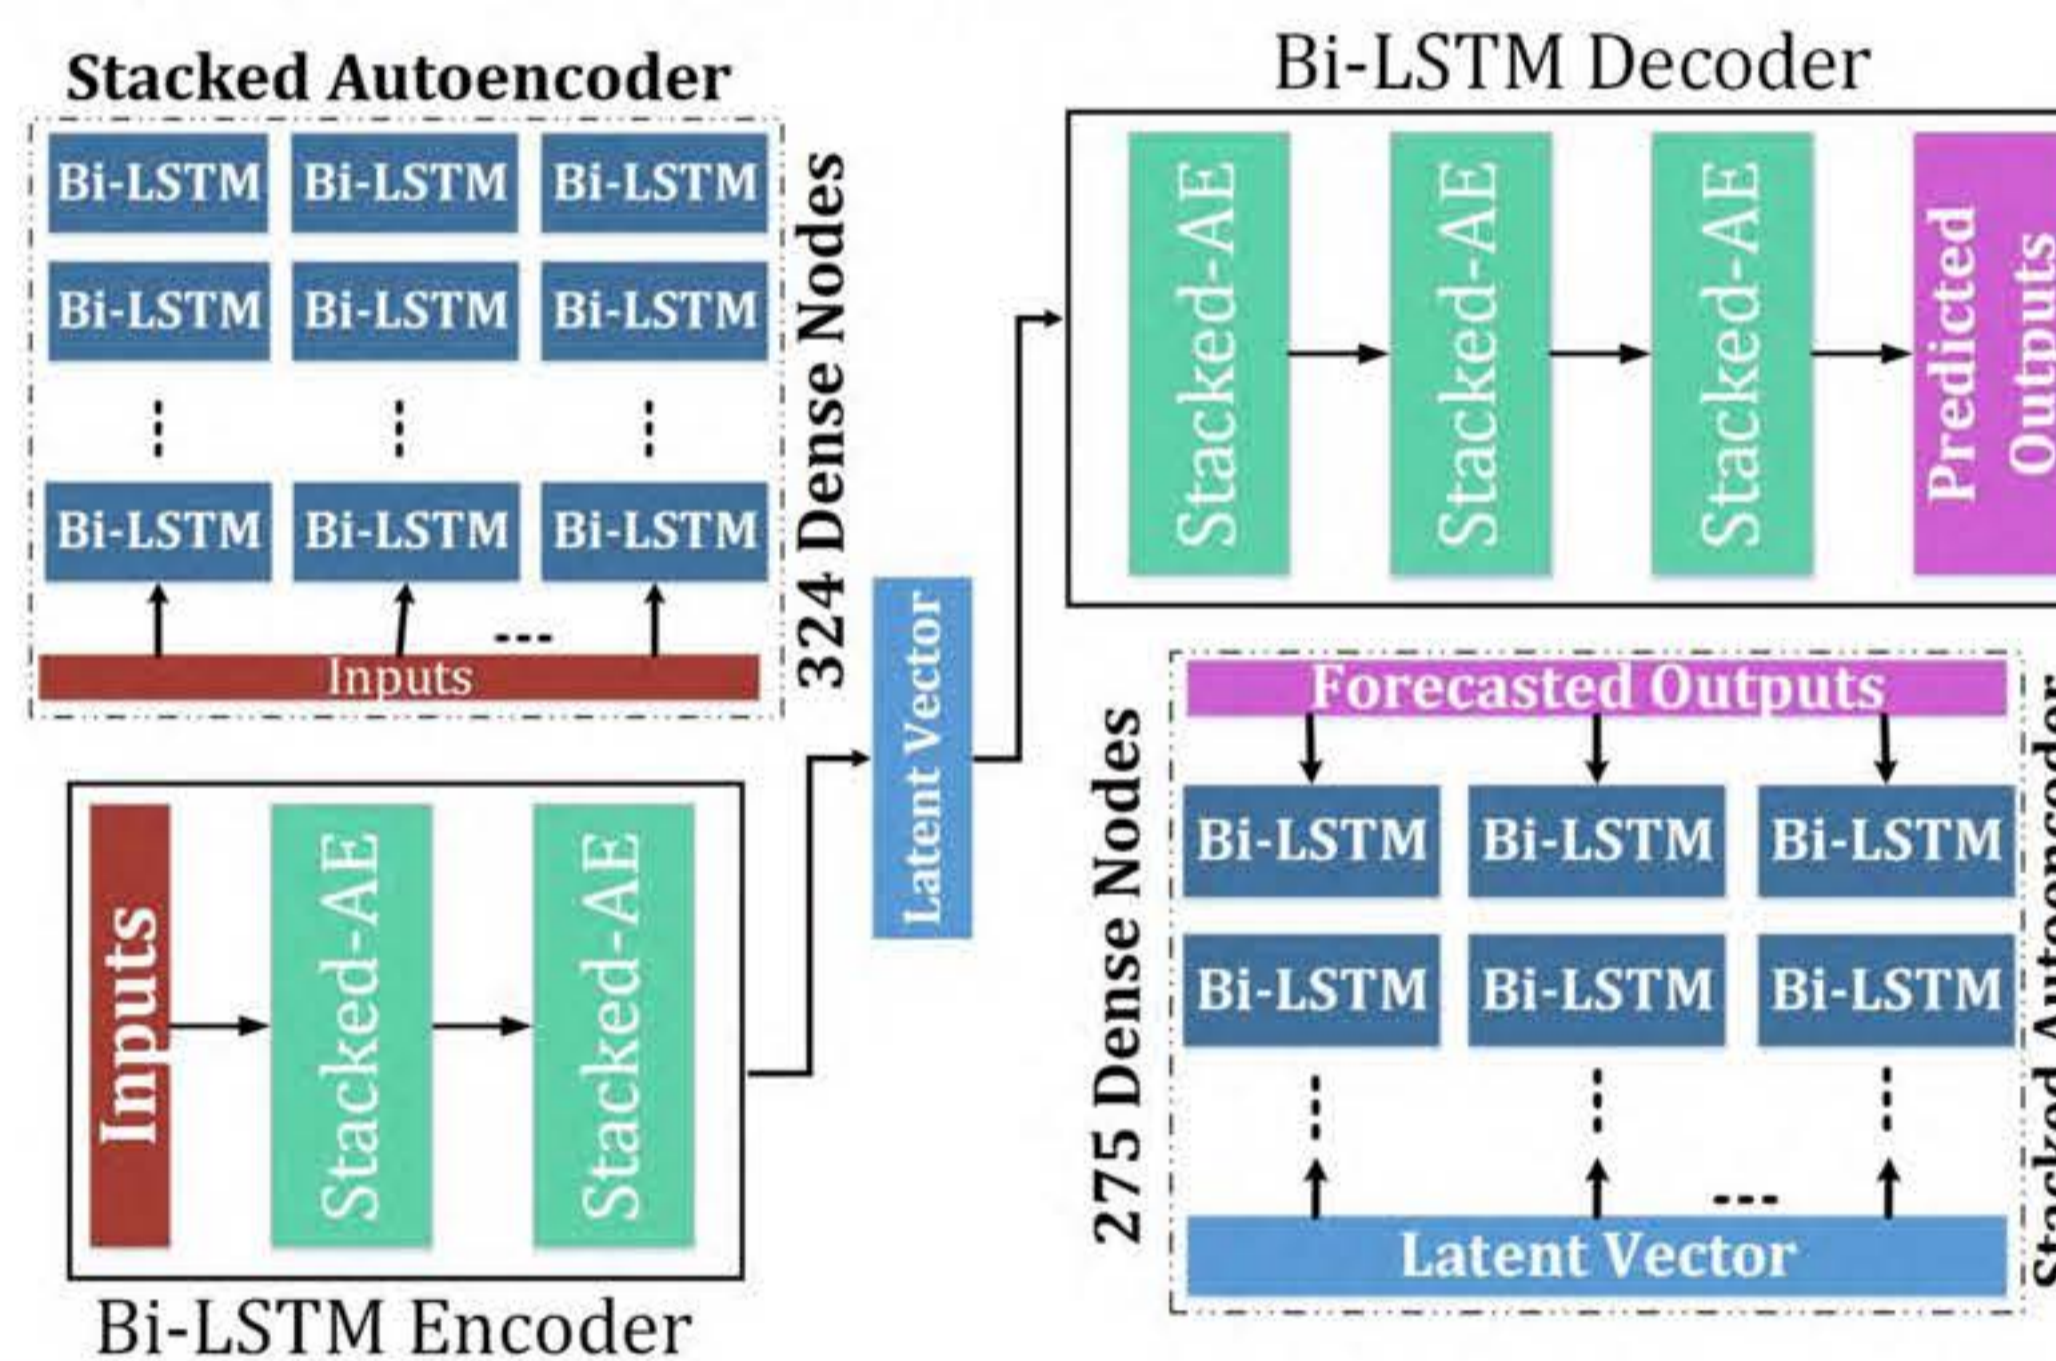 Stacked Autoencoder
Bi-LSTM Bi-LSTM Bi-LSTM
Bi-LSTM Bi-LSTM Bi-LSTM
Bi-LSTM Bi-LSTM Bi-LSTM
Inputs
324 Dense Nodes
Inputs
Stacked-AE
Stacked-AE
Bi-LSTM Encoder
Latent Vector
Bi-LSTM Decoder
Stacked-AE
Stacked-AE
Stacked-AE
Predicted
Outputs
275 Dense Nodes
Forecasted Outputs
Bi-LSTM Bi-LSTM Bi-LSTM
Bi-LSTM Bi-LSTM Bi-LSTM
Latent Vector
Stacked Autoencoder